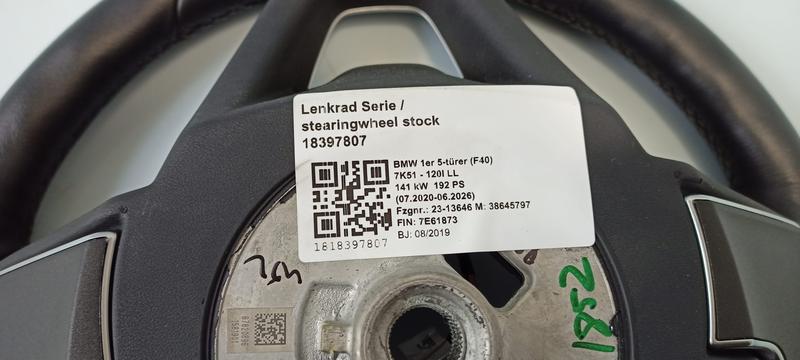 Lenkrad Serie /
stearingwheel stock
18397807
BMW 1er 5-türer (F40)
7K51 - 120I LL
141 kW 192 PS
(07.2020-06.2026)
Fzgnr.: 23-13646 M: 38645797
FIN: 7E61873
BJ: 08/2019
1818397807
1852